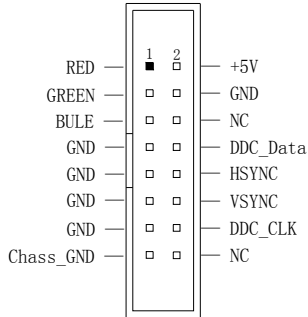 1 2
RED +5V
GREEN GND
BULE NC
GND DDC_Data
GND HSYNC
GND VSYNC
GND DDC_CLK
Chass_GND NC